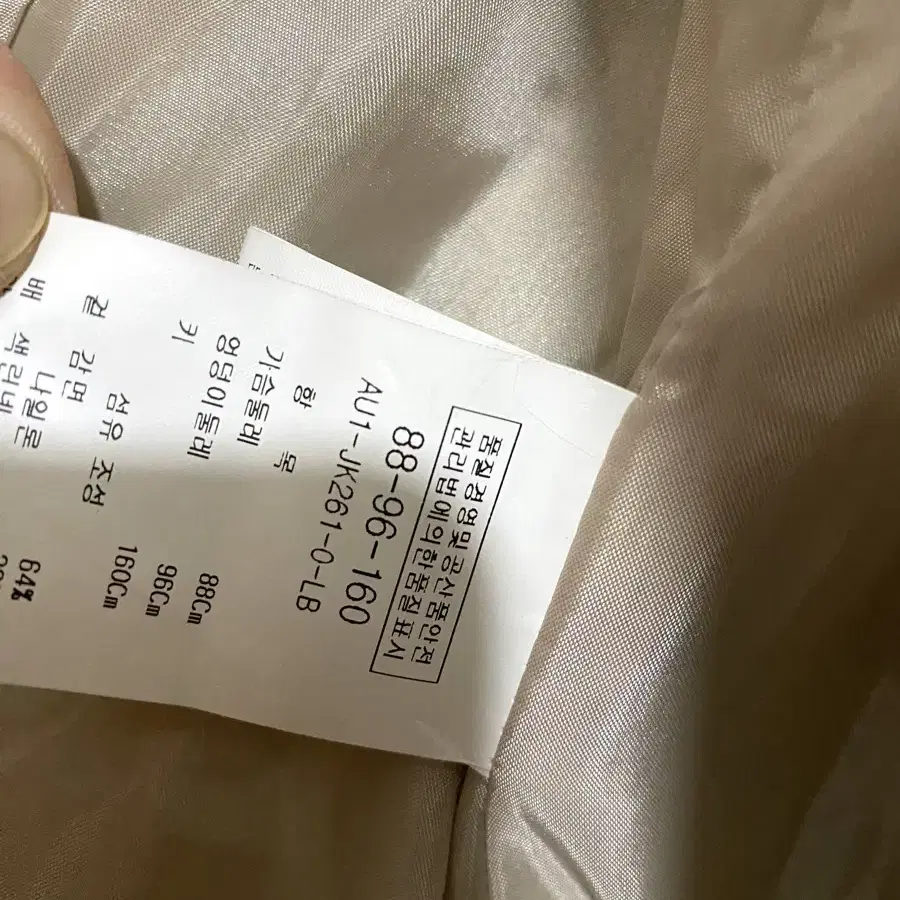 품질경영및공산품안전
관리법에의한품질표시
88-96-160
AU1-JK261-0-LB
항 목
가슴둘레 88Cm
엉덩이둘레 96Cm
키 160Cm
섬유 조성
겉 감면 64%
나일론
배색린넨